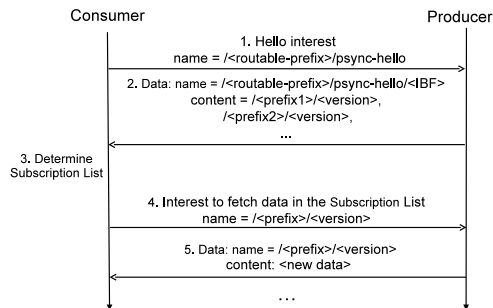 Consumer
Producer
1. Hello interest
name = /<routable-prefix>/psync-hello
2. Data: name = /<routable-prefix>/psync-hello/<IBF>
content = /<prefix1>/<version>,
/<prefix2>/<version>,
...
3. Determine
Subscription List
4. Interest to fetch data in the Subscription List
name = /<prefix>/<version>
5. Data: name = /<prefix>/<version>
content: <new data>
...